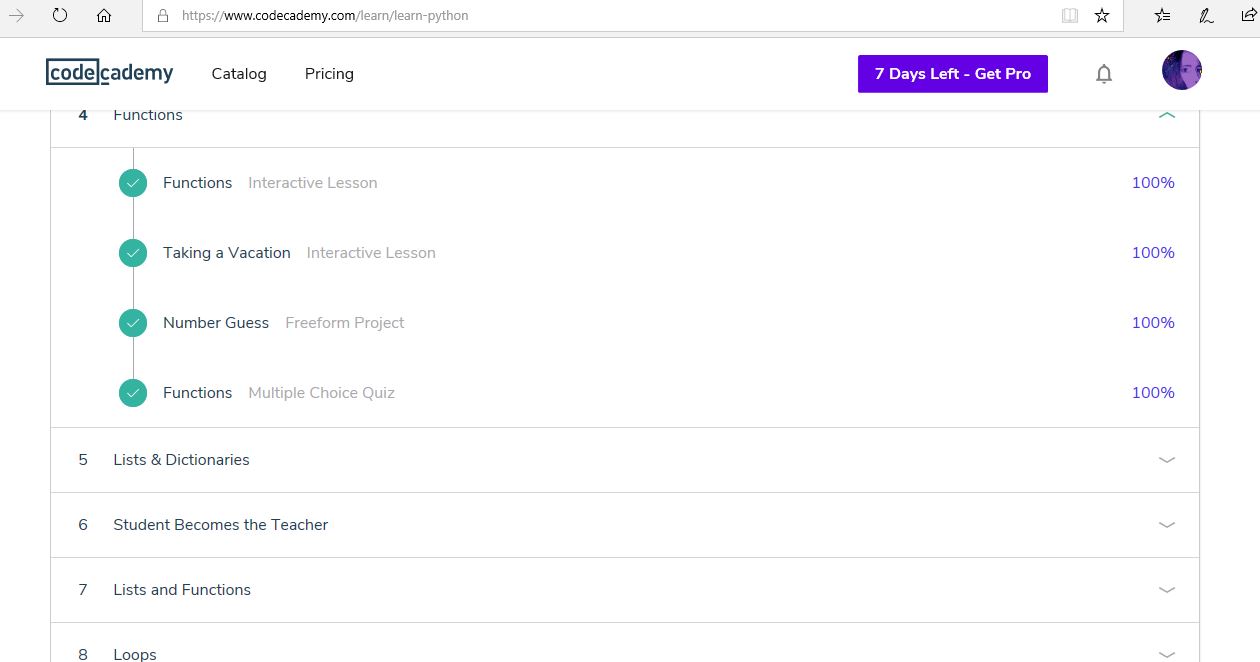 https://www.codecademy.com/learn/learn-python
codecademy Catalog Pricing 7 Days Left - Get Pro
4 Functions
Functions Interactive Lesson 100%
Taking a Vacation Interactive Lesson 100%
Number Guess Freeform Project 100%
Functions Multiple Choice Quiz 100%
5 Lists & Dictionaries
6 Student Becomes the Teacher
7 Lists and Functions
8 Loops